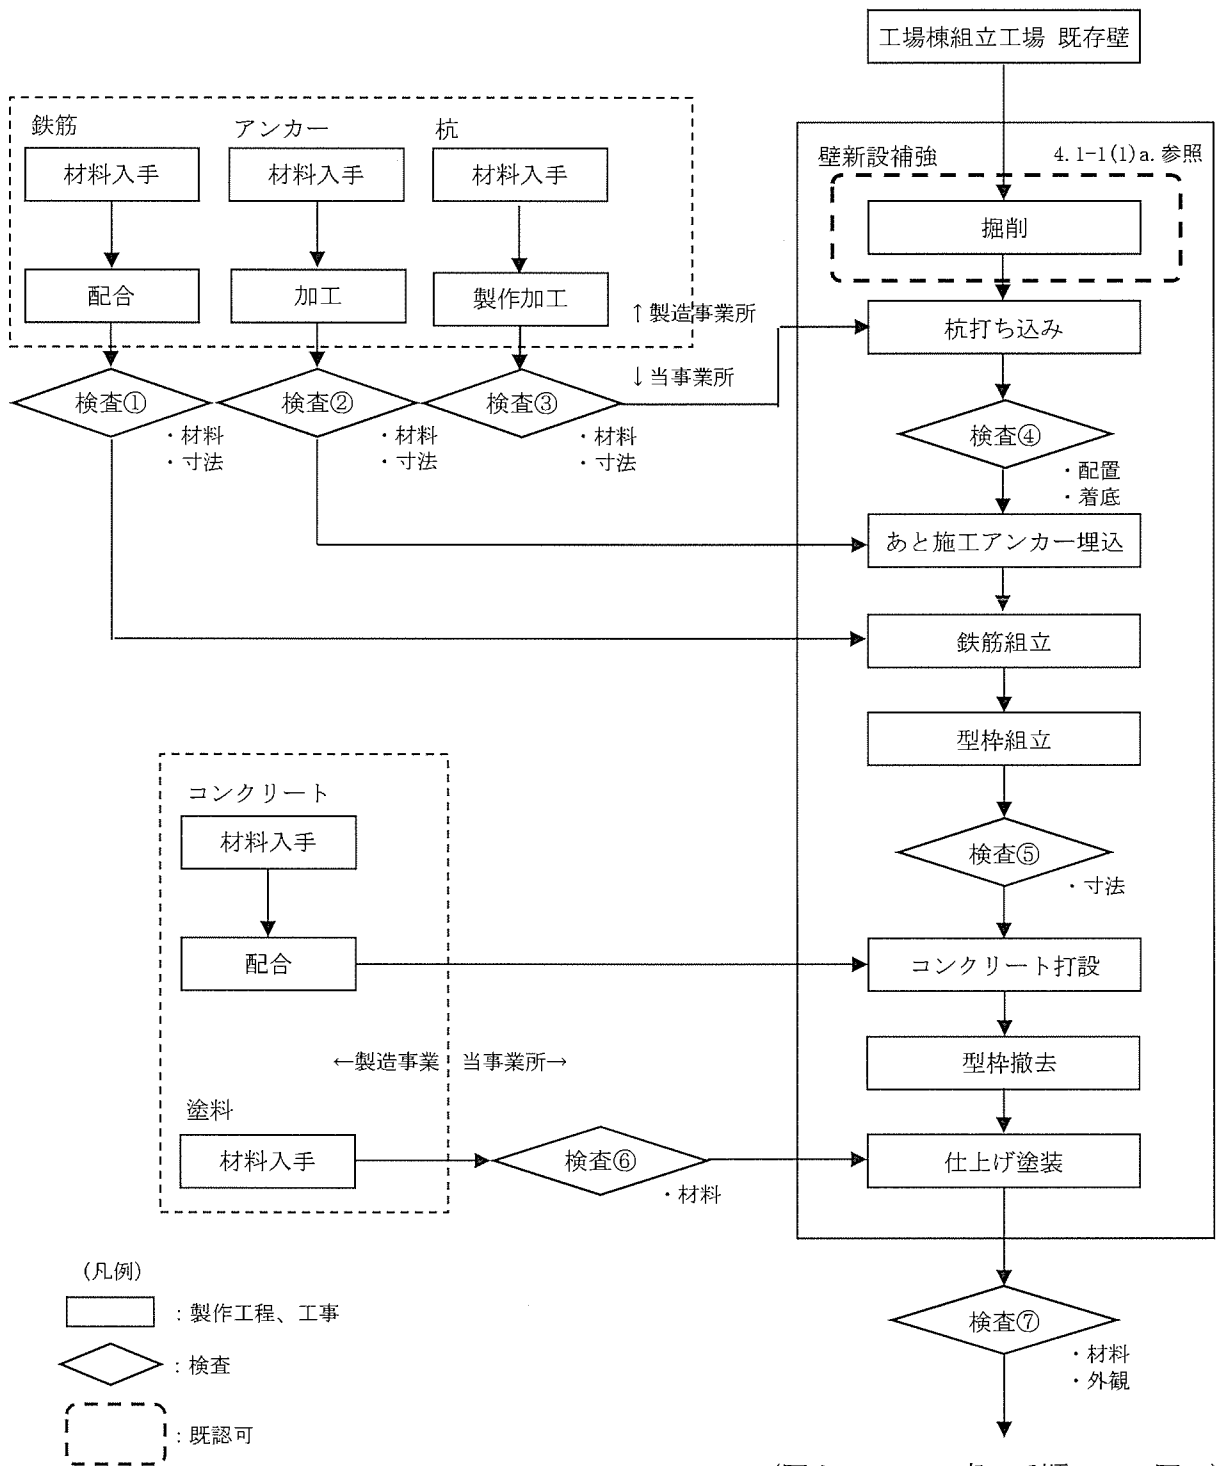 工場棟組立工場 既存壁
鉄筋
アンカー
杭
材料入手
材料入手
材料入手
配合
加工
製作加工
↑製造事業所
↓当事業所
検査①
・材料
・寸法
検査②
・材料
・寸法
検査③
・材料
・寸法
壁新設補強
4.1-1(1)a.参照
掘削
杭打ち込み
検査④
・配置
・着底
あと施工アンカー埋込
鉄筋組立
型枠組立
検査⑤
・寸法
コンクリート
材料入手
配合
コンクリート打設
←製造事業
当事業所→
型枠撤去
塗料
材料入手
検査⑥
・材料
仕上げ塗装
検査⑦
・材料
・外観
(凡例)
:製作工程、工事
:検査
:既認可